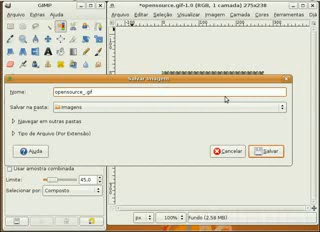 GIMP
*opensource.gif-1.0 (RGB, 1 camada) 275x238
Arquivo Extras Ajuda
Arquivo Editar Selecionar Visualizar Imagem Camada Cores Ferramentas
Salvar Imagem
Nome: opensource_.gif
Salvar na pasta: Imagens
Navegar em outras pastas
Tipo de Arquivo (Por Extensão)
Ajuda Cancelar Salvar
Usar amostra combinada
Limite: 45,0
Selecionar por: Composto
px 100% Fundo (2,58 MB)